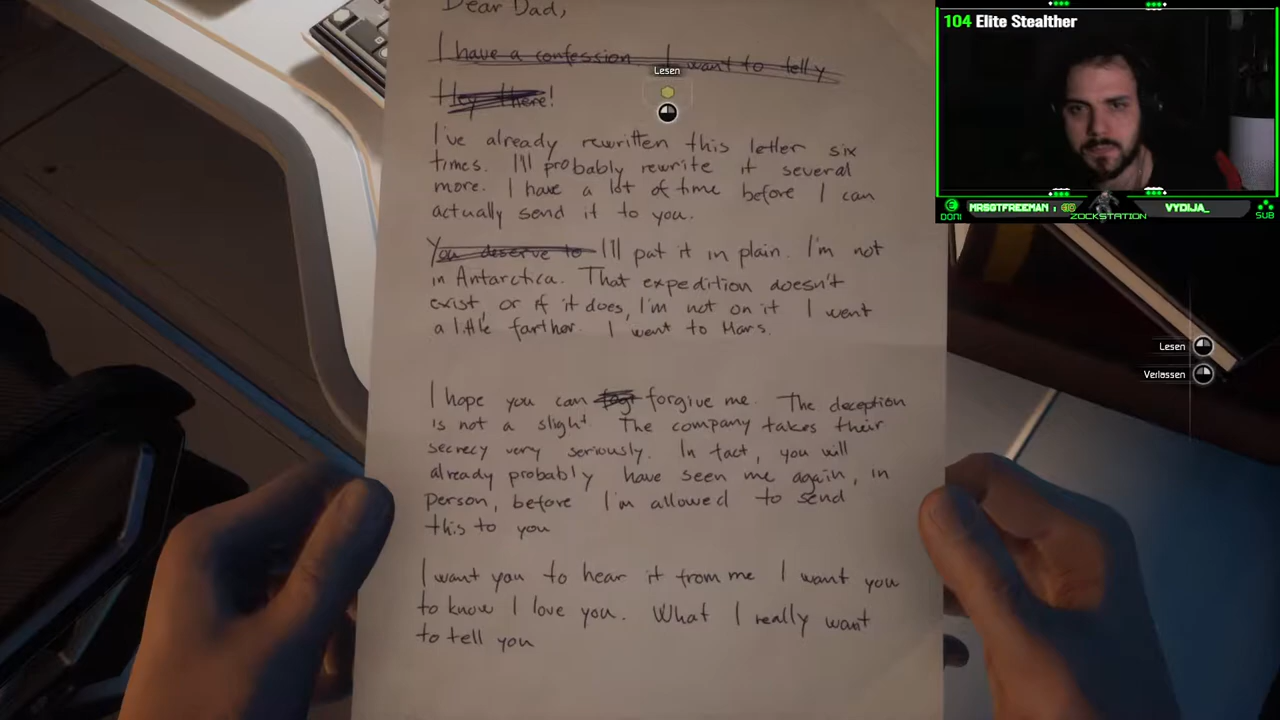 Dear Dad,
I have a confession I want to tell y
Hey there!
I've already rewritten this letter six
times. I'll probably rewrite it several
more. I have a lot of time before I can
actually send it to you.
You deserve to I'll put it in plain. I'm not
in Antarctica. That expedition doesn't
exist, or if it does, I'm not on it I went
a little farther. I went to Mars.
I hope you can forgive me. The deception
is not a slight The company takes their
secrecy very seriously. In fact, you will
already probably have seen me again, in
person, before I'm allowed to send
this to you
I want you to hear it from me I want you
to know I love you. What I really want
to tell you
Lesen
Lesen
Verlassen
104 Elite Stealther
DONI
MRSGTFREEMAN :
ZOCKSTATION
VYDIJA_
SUB